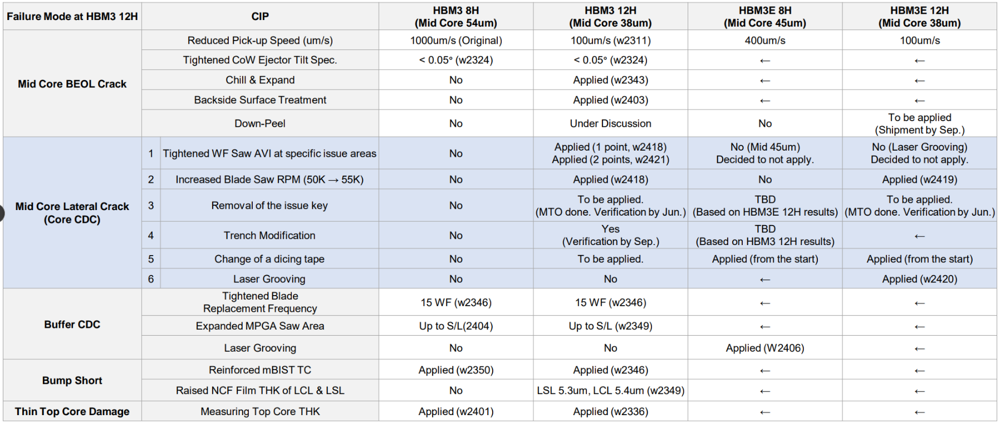 Failure Mode at HBM3 12H
CIP
HBM3 8H
(Mid Core 54um)
HBM3 12H
(Mid Core 38um)
HBM3E 8H
(Mid Core 45um)
HBM3E 12H
(Mid Core 38um)
Mid Core BEOL Crack
Reduced Pick-up Speed (um/s)
1000um/s (Original)
100um/s (w2311)
400um/s
100um/s
Tightened CoW Ejector Tilt Spec.
< 0.05° (w2324)
< 0.05° (w2324)
←
←
Chill & Expand
No
Applied (w2343)
←
←
Backside Surface Treatment
No
Applied (w2403)
←
←
Down-Peel
No
Under Discussion
No
To be applied
(Shipment by Sep.)
Mid Core Lateral Crack
(Core CDC)
1
Tightened WF Saw AVI at specific issue areas
No
Applied (1 point, w2418)
Applied (2 points, w2421)
No (Mid 45um)
Decided to not apply.
No (Laser Grooving)
Decided to not apply.
2
Increased Blade Saw RPM (50K → 55K)
No
Applied (w2418)
No
Applied (w2419)
3
Removal of the issue key
No
To be applied.
(MTO done. Verification by Jun.)
TBD
(Based on HBM3E 12H results)
To be applied.
(MTO done. Verification by Jun.)
4
Trench Modification
No
Yes
(Verification by Sep.)
TBD
(Based on HBM3 12H results)
←
5
Change of a dicing tape
No
To be applied.
Applied (from the start)
Applied (from the start)
6
Laser Grooving
No
No
←
Applied (w2420)
Buffer CDC
Tightened Blade
Replacement Frequency
15 WF (w2346)
15 WF (w2346)
←
←
Expanded MPGA Saw Area
Up to S/L(2404)
Up to S/L (w2349)
←
←
Laser Grooving
No
No
Applied (W2406)
←
Bump Short
Reinforced mBIST TC
Applied (w2350)
Applied (w2346)
←
←
Raised NCF Film THK of LCL & LSL
No
LSL 5.3um, LCL 5.4um (w2349)
←
←
Thin Top Core Damage
Measuring Top Core THK
Applied (w2401)
Applied (w2336)
←
←